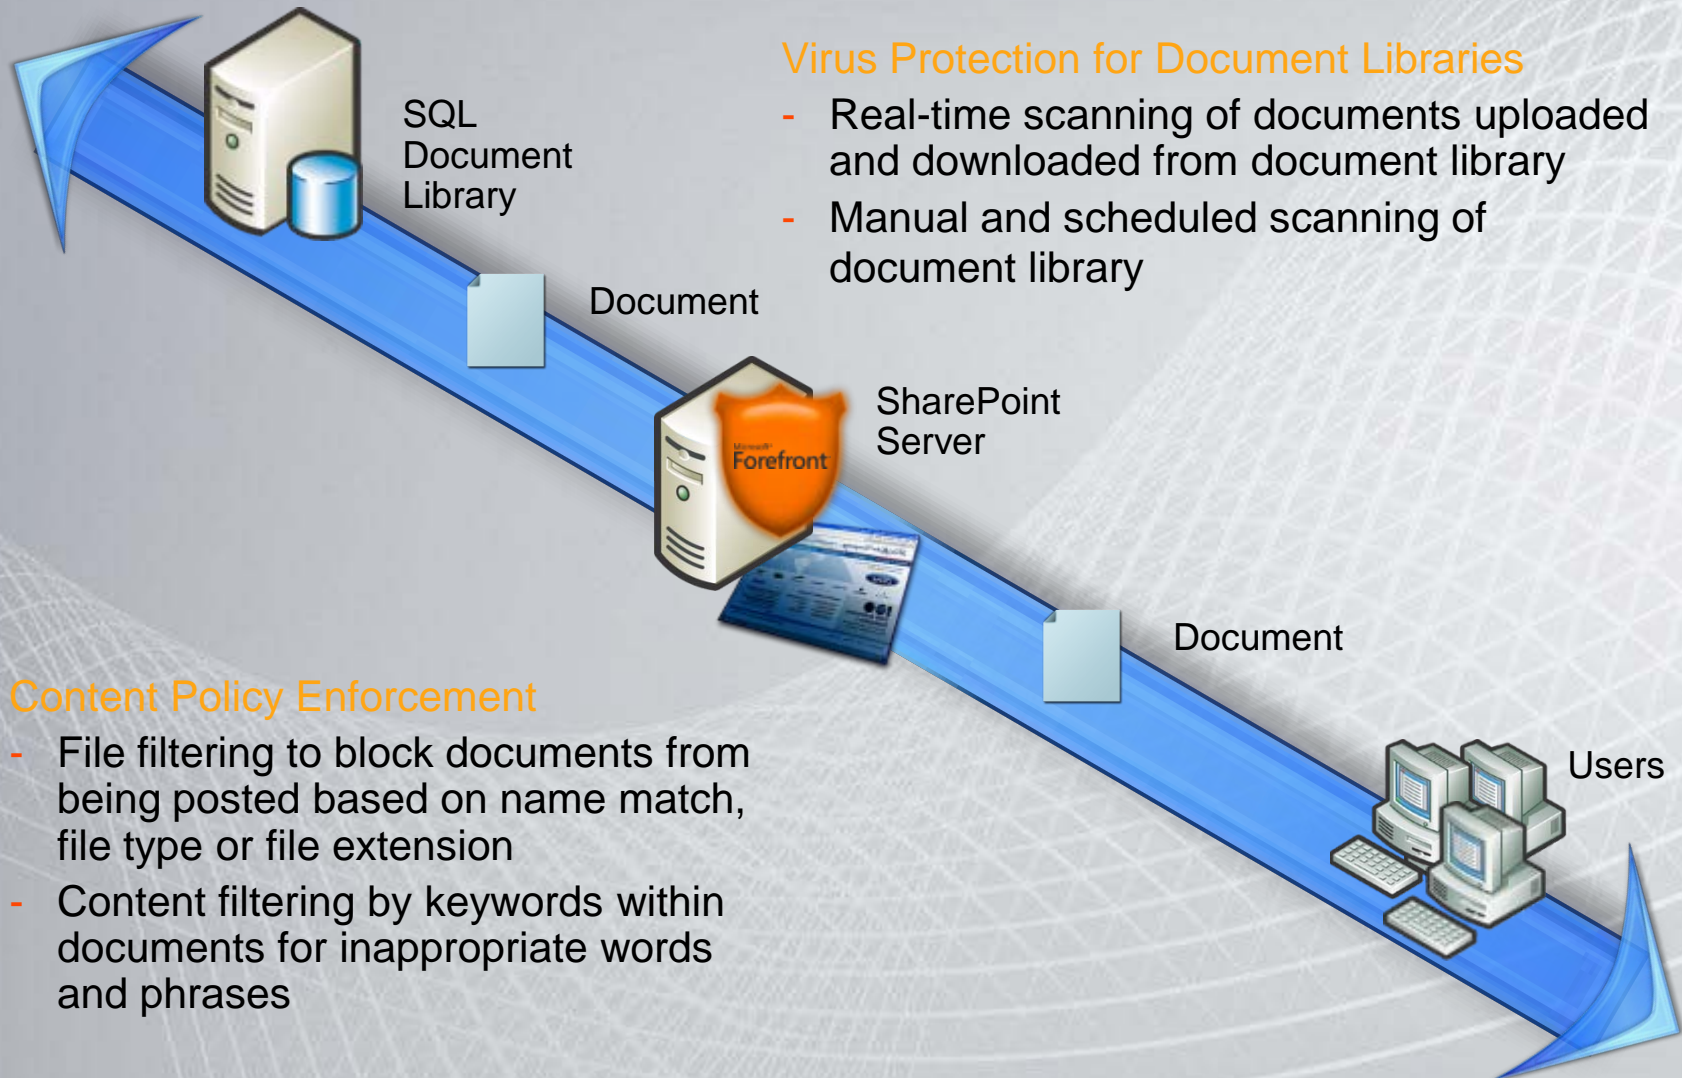 SQL
Document
Library
Virus Protection for Document Libraries
- Real-time scanning of documents uploaded
and downloaded from document library
- Manual and scheduled scanning of
document library
Document
SharePoint
Server
Microsoft
Forefront
Document
Users
Content Policy Enforcement
- File filtering to block documents from
being posted based on name match,
file type or file extension
- Content filtering by keywords within
documents for inappropriate words
and phrases